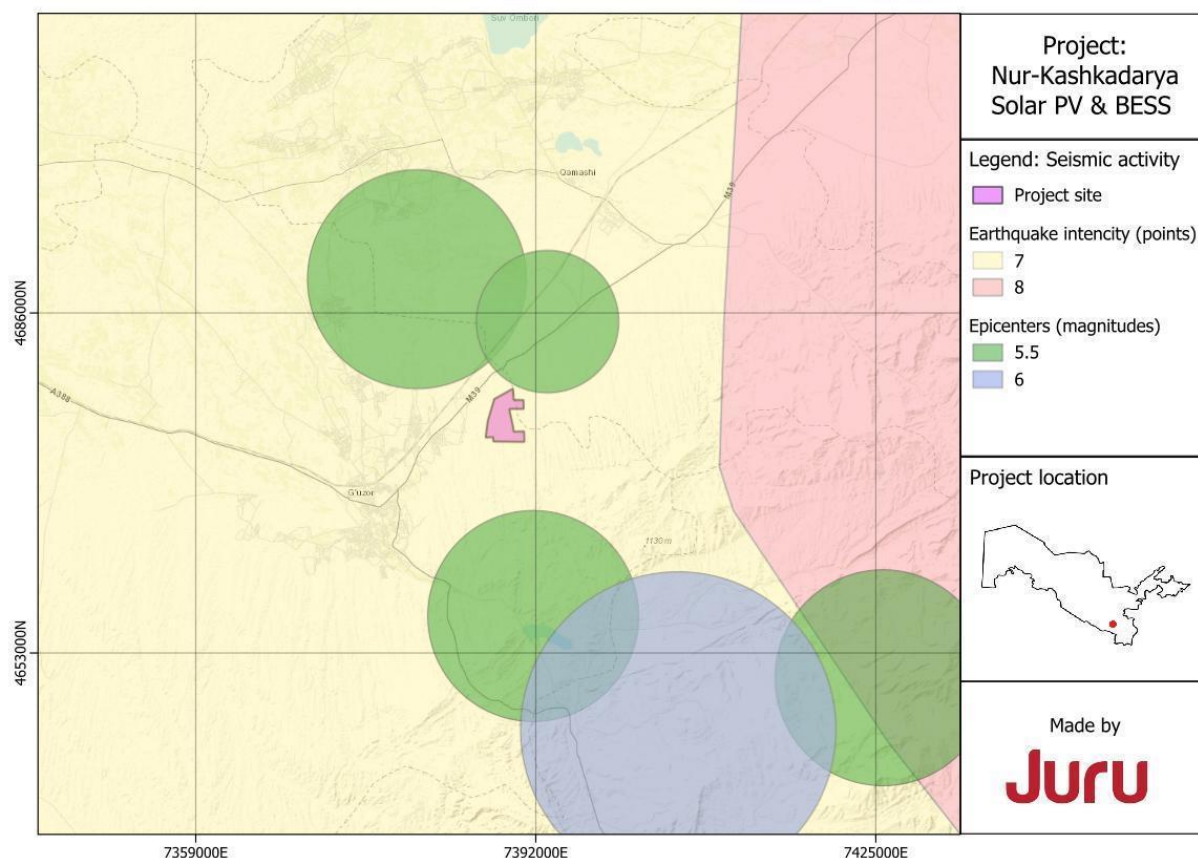 Suv Ombori
Qamashi
M39
M39
A388
G'uzor
1130 m
4686000N
4653000N
7359000E
7392000E
7425000E
Project:
Nur-Kashkadarya
Solar PV & BESS
Legend: Seismic activity
Project site
Earthquake intencity (points)
7
8
Epicenters (magnitudes)
5.5
6
Project location
Made by
Juru